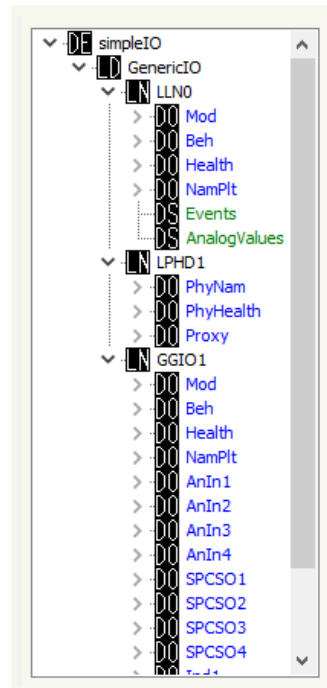 DE simpleIO
LD GenericIO
LN LLN0
DO Mod
DO Beh
DO Health
DO NamPlt
DS Events
DS AnalogValues
LN LPHD1
DO PhyNam
DO PhyHealth
DO Proxy
LN GGIO1
DO Mod
DO Beh
DO Health
DO NamPlt
DO AnIn1
DO AnIn2
DO AnIn3
DO AnIn4
DO SPCSO1
DO SPCSO2
DO SPCSO3
DO SPCSO4